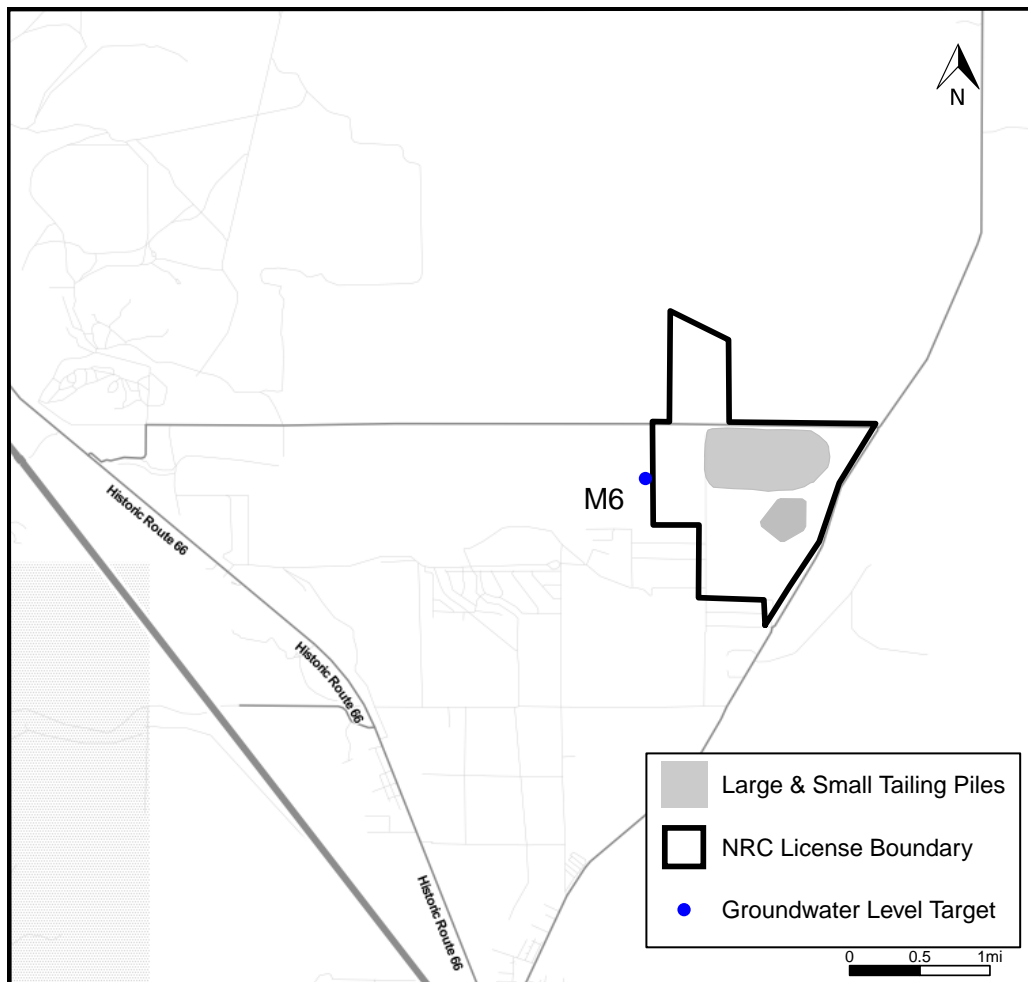 N
M6
Historic Route 66
Historic Route 66
Historic Route 66
Large & Small Tailing Piles
NRC License Boundary
Groundwater Level Target
0 0.5 1mi